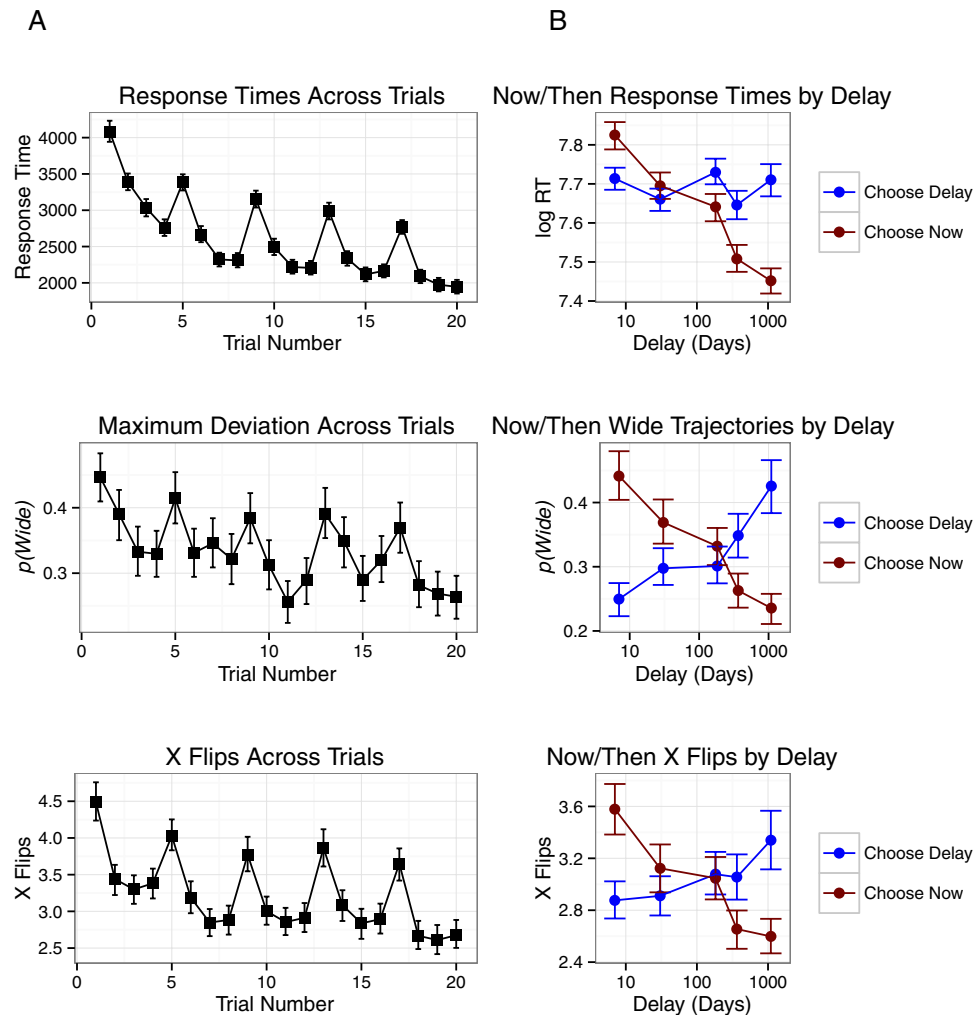 A
B
Response Times Across Trials
Response Time
4000
3500
3000
2500
2000
0 5 10 15 20
Trial Number
Now/Then Response Times by Delay
log RT
7.8
7.7
7.6
7.5
7.4
10 100 1000
Delay (Days)
Choose Delay
Choose Now
Maximum Deviation Across Trials
p(Wide)
0.4
0.3
0 5 10 15 20
Trial Number
Now/Then Wide Trajectories by Delay
p(Wide)
0.4
0.3
0.2
10 100 1000
Delay (Days)
Choose Delay
Choose Now
X Flips Across Trials
X Flips
4.5
4.0
3.5
3.0
2.5
0 5 10 15 20
Trial Number
Now/Then X Flips by Delay
X Flips
3.6
3.2
2.8
2.4
10 100 1000
Delay (Days)
Choose Delay
Choose Now